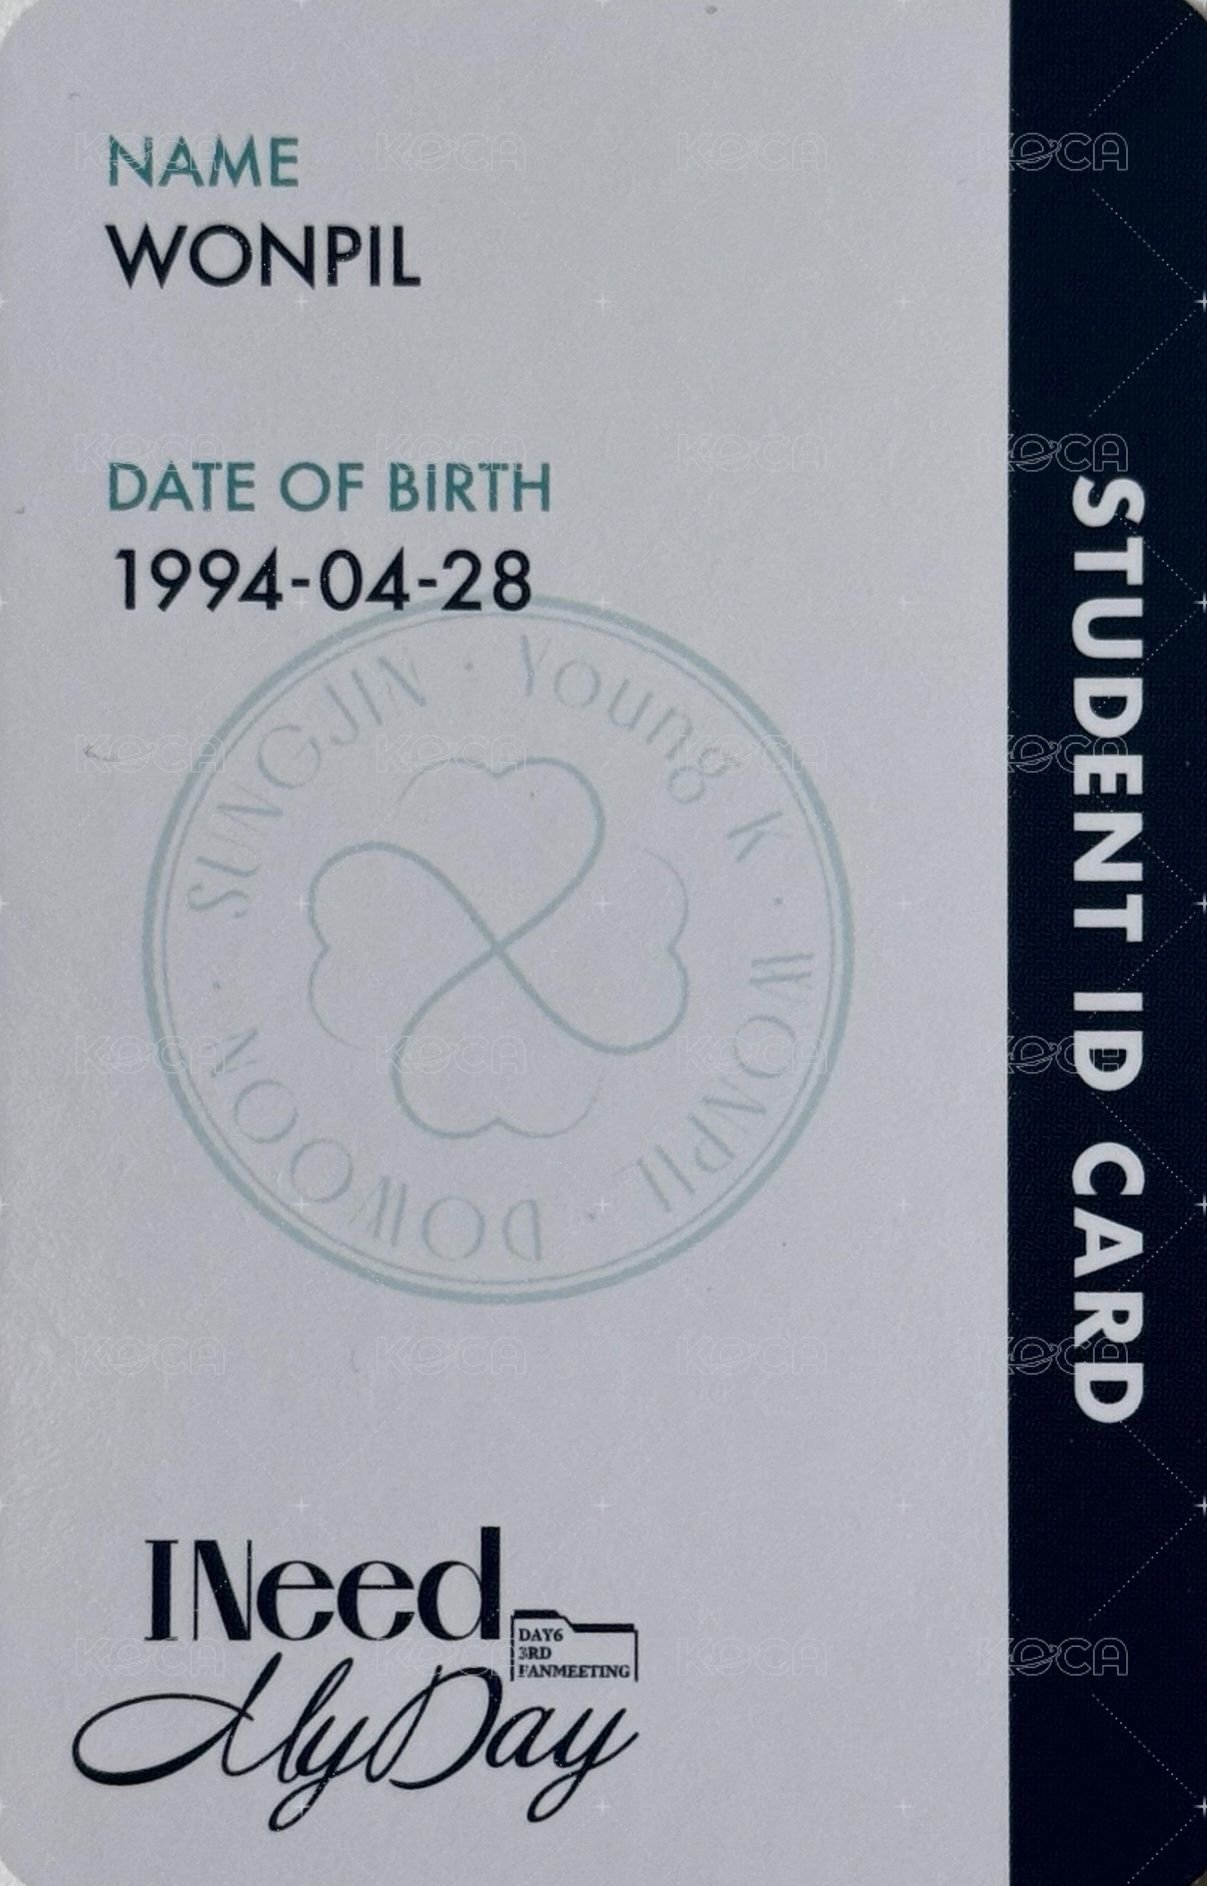 NAME
WONPIL
DATE OF BIRTH
1994-04-28
SUNGJIN · Young K · WONPIL · DOWOON ·
I Need
DAY6
3RD
FANMEETING
My Day
STUDENT ID CARD
KOCA